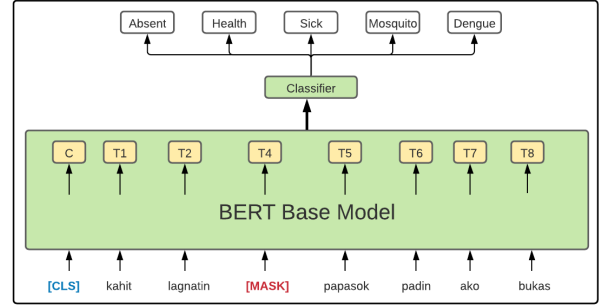 Absent Health Sick Mosquito Dengue
Classifier
C T1 T2 T4 T5 T6 T7 T8
BERT Base Model
[CLS] kahit lagnatin [MASK] papasok padin ako bukas